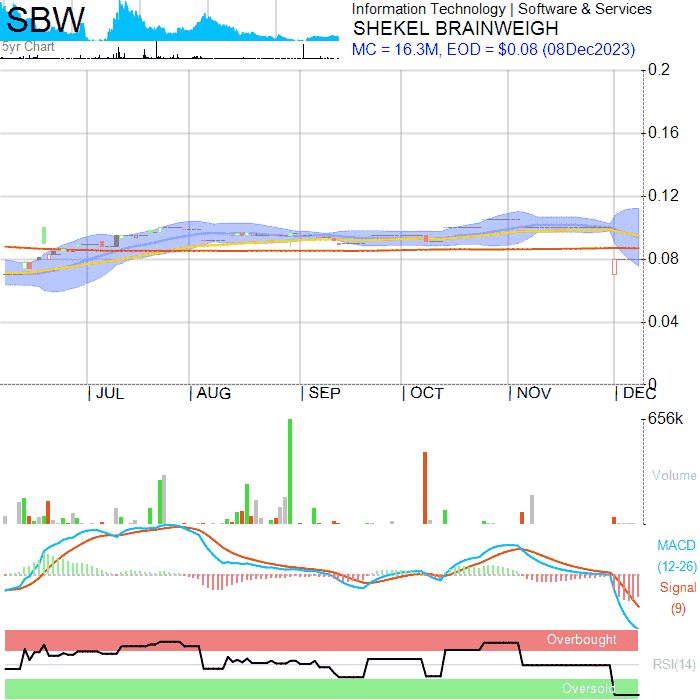 SBW
Information Technology | Software & Services
SHEKEL BRAINWEIGH
MC = 16.3M, EOD = $0.08 (08Dec2023)
5yr Chart
0.2
0.16
0.12
0.08
0.04
0
| JUL | AUG | SEP | OCT | NOV | DEC
656k
Volume
MACD
(12-26)
Signal
(9)
Overbought
RSI(14)
Oversold